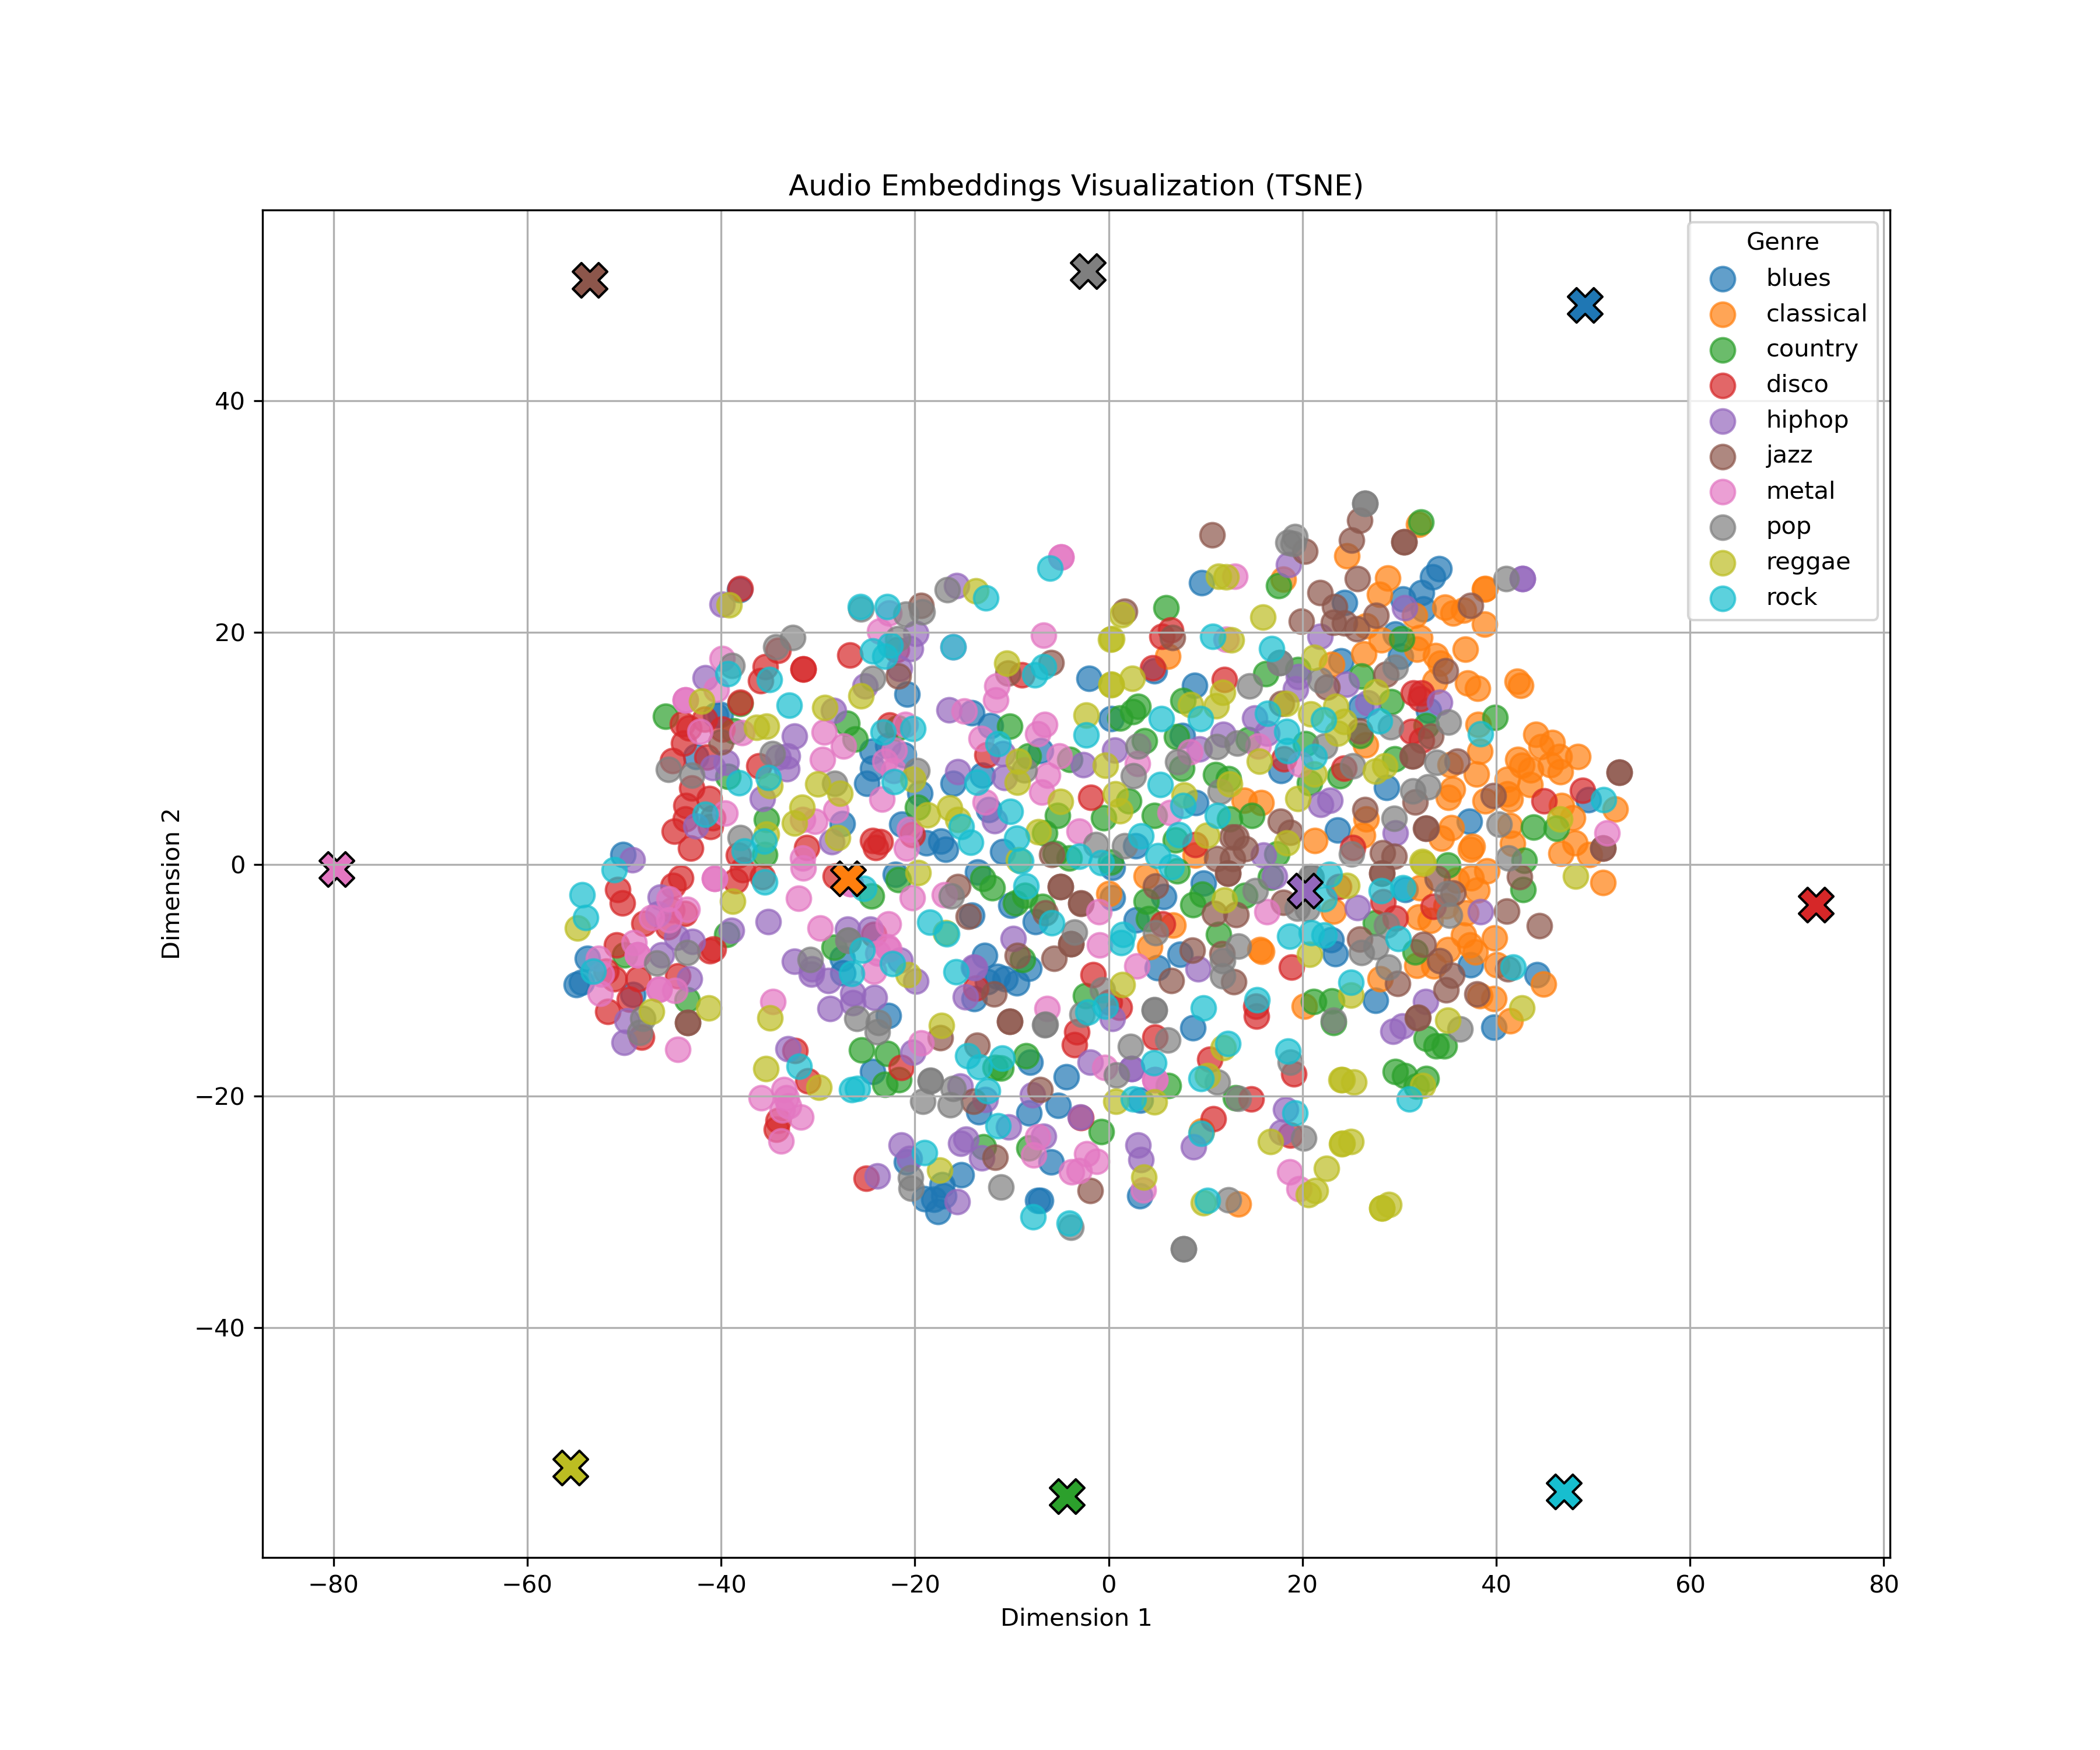 Audio Embeddings Visualization (TSNE)
Genre
blues
classical
country
disco
hiphop
jazz
metal
pop
reggae
rock
40
20
0
−20
−40
Dimension 2
−80
−60
−40
−20
0
20
40
60
80
Dimension 1